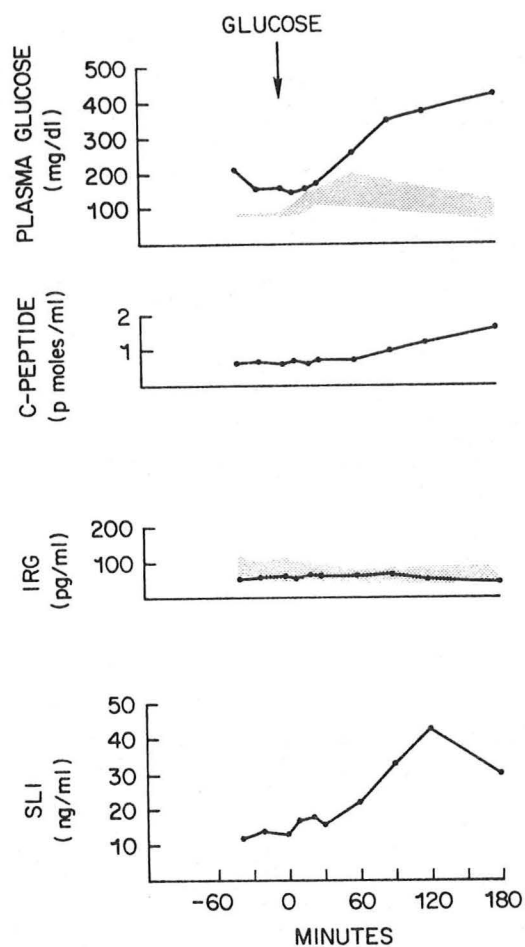 GLUCOSE
PLASMA GLUCOSE
(mg/dl)
500
400
300
200
100
C-PEPTIDE
(p moles/ml)
2
1
IRG
(pg/ml)
200
100
SLI
(ng/ml)
50
40
30
20
10
-60 0 60 120 180
MINUTES